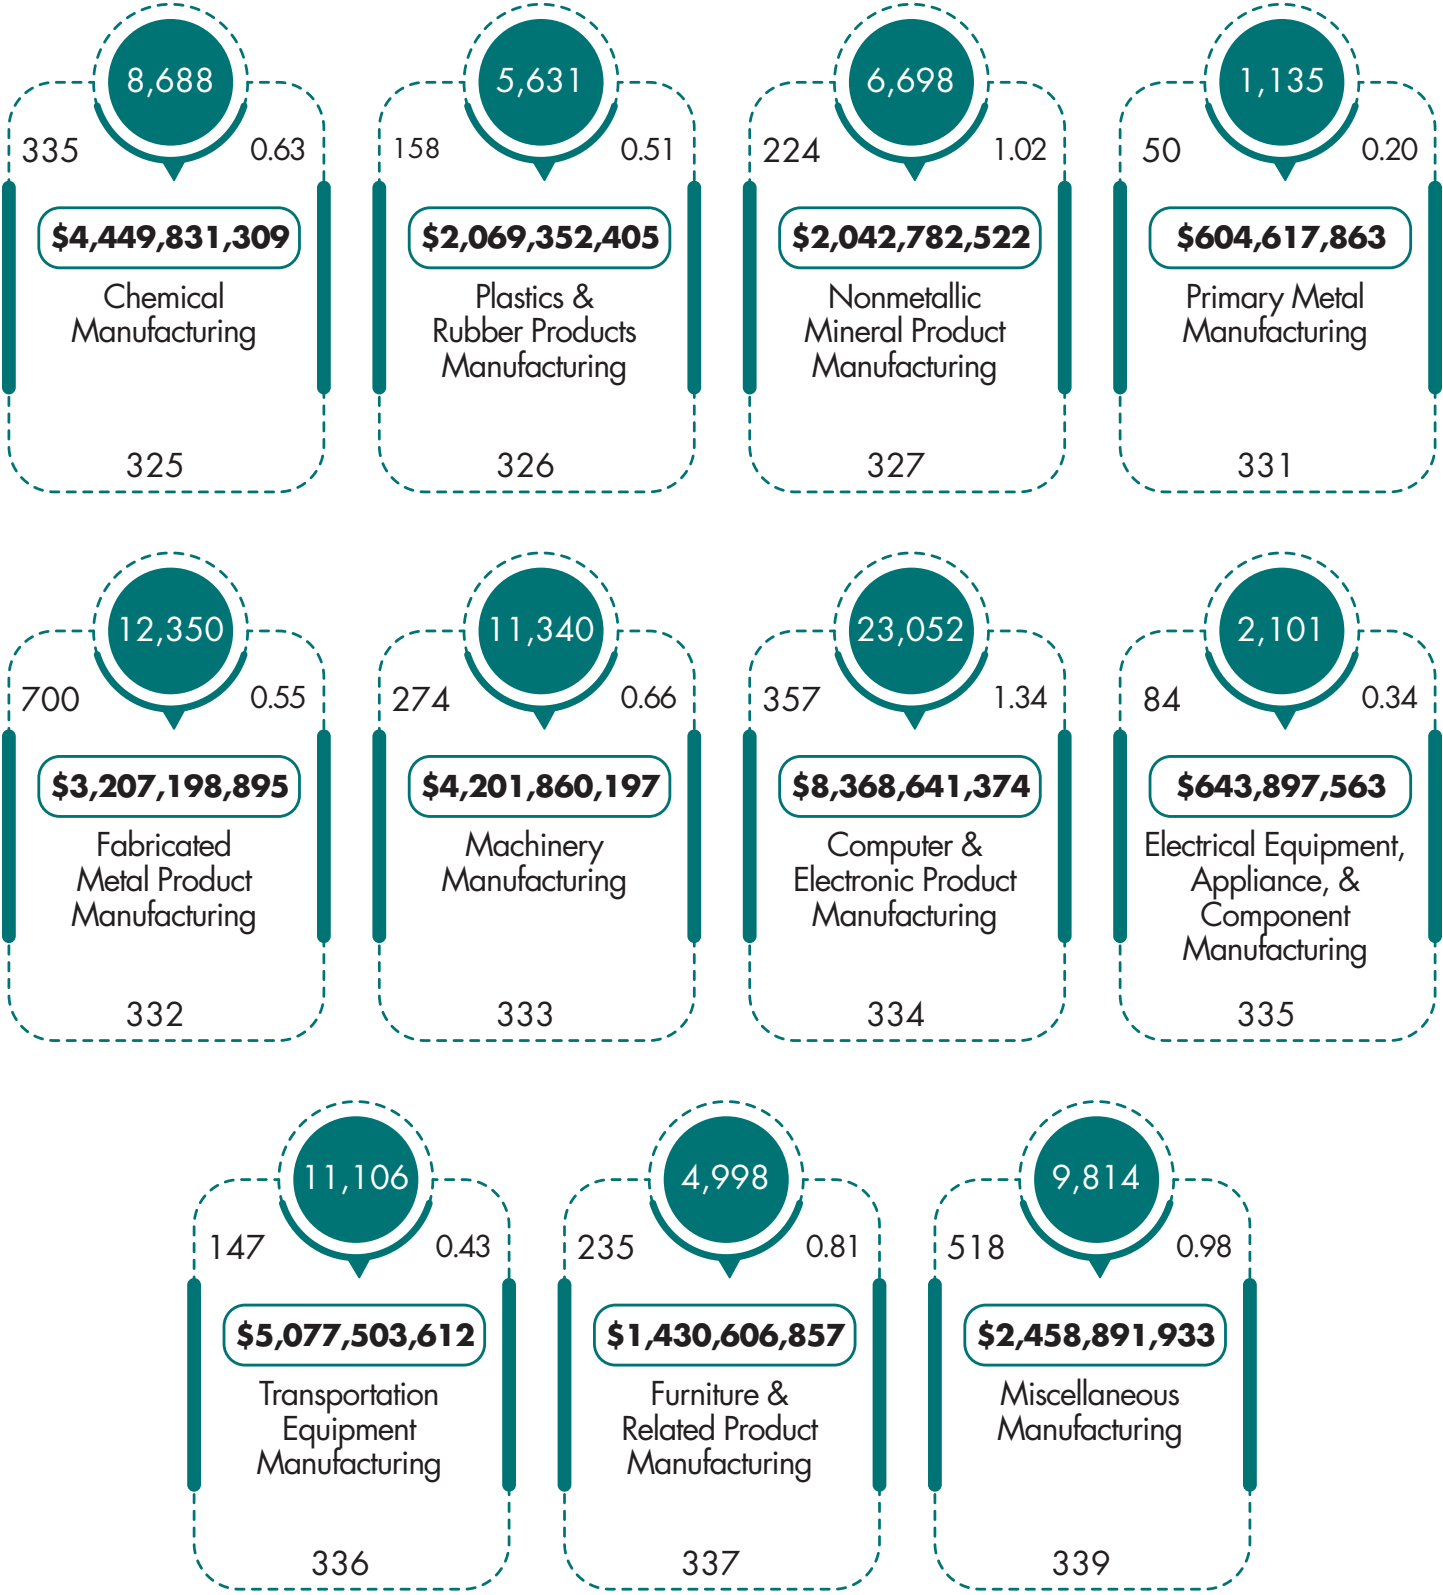 8,688
335
0.63
$4,449,831,309
Chemical
Manufacturing
325
5,631
158
0.51
$2,069,352,405
Plastics &
Rubber Products
Manufacturing
326
6,698
224
1.02
$2,042,782,522
Nonmetallic
Mineral Product
Manufacturing
327
1,135
50
0.20
$604,617,863
Primary Metal
Manufacturing
331
12,350
700
0.55
$3,207,198,895
Fabricated
Metal Product
Manufacturing
332
11,340
274
0.66
$4,201,860,197
Machinery
Manufacturing
333
23,052
357
1.34
$8,368,641,374
Computer &
Electronic Product
Manufacturing
334
2,101
84
0.34
$643,897,563
Electrical Equipment,
Appliance, &
Component
Manufacturing
335
11,106
147
0.43
$5,077,503,612
Transportation
Equipment
Manufacturing
336
4,998
235
0.81
$1,430,606,857
Furniture &
Related Product
Manufacturing
337
9,814
518
0.98
$2,458,891,933
Miscellaneous
Manufacturing
339